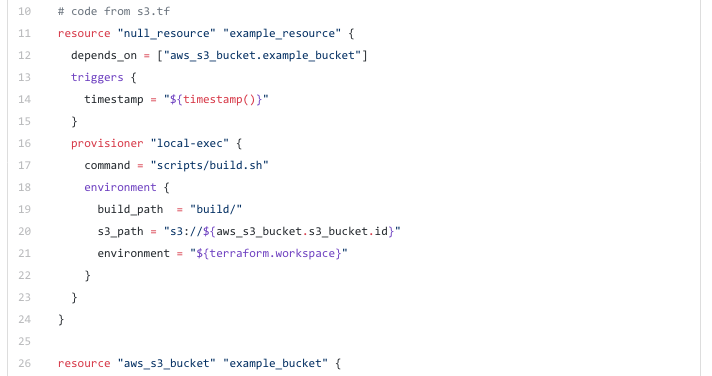 10 # code from s3.tf
11 resource "null_resource" "example_resource" {
12   depends_on = ["aws_s3_bucket.example_bucket"]
13   triggers {
14     timestamp = "${timestamp()}"
15   }
16   provisioner "local-exec" {
17     command = "scripts/build.sh"
18     environment {
19       build_path  = "build/"
20       s3_path = "s3://${aws_s3_bucket.s3_bucket.id}"
21       environment = "${terraform.workspace}"
22     }
23   }
24 }
25
26 resource "aws_s3_bucket" "example_bucket" {